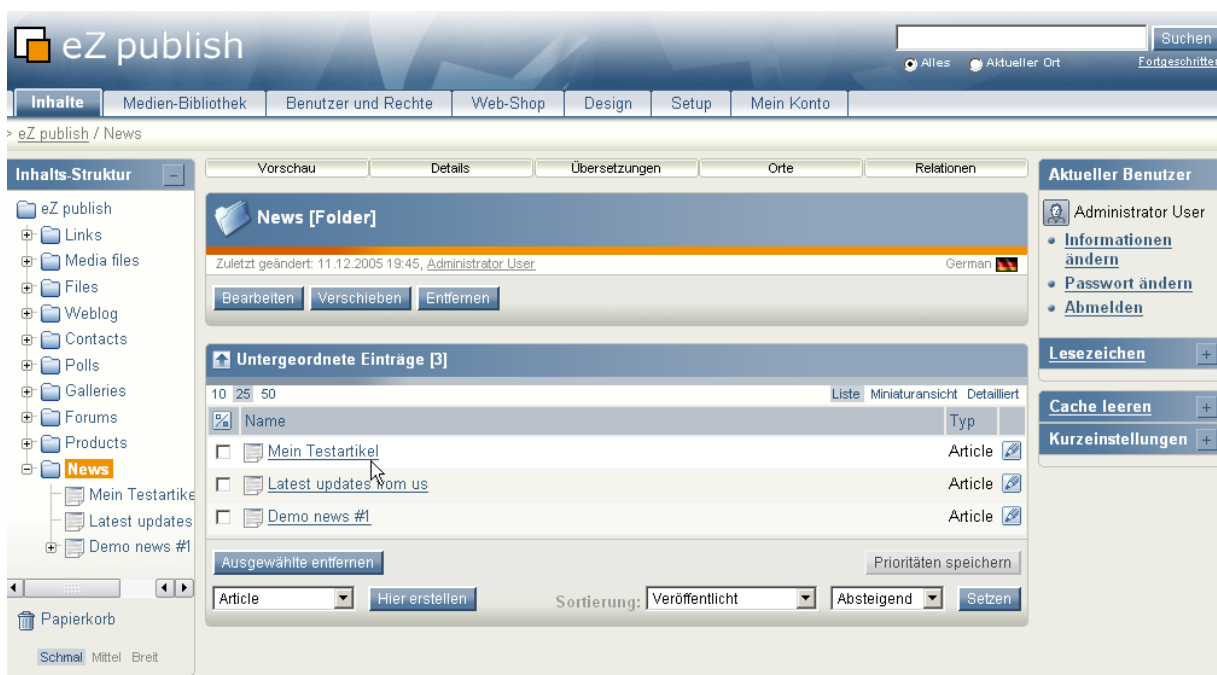 eZ publish
Suchen
Alles Aktueller Ort Fortgeschritten
Inhalte Medien-Bibliothek Benutzer und Rechte Web-Shop Design Setup Mein Konto
> eZ publish / News
Inhalts-Struktur
eZ publish
Links
Media files
Files
Weblog
Contacts
Polls
Galleries
Forums
Products
News
Mein Testartike
Latest updates
Demo news #1
Papierkorb
Schmal Mittel Breit
Vorschau Details Übersetzungen Orte Relationen
News [Folder]
Zuletzt geändert: 11.12.2005 19:45, Administrator User German
Bearbeiten Verschieben Entfernen
Untergeordnete Einträge [3]
10 25 50 Liste Miniaturansicht Detailliert
Name Typ
Mein Testartikel Article
Latest updates from us Article
Demo news #1 Article
Ausgewählte entfernen Prioritäten speichern
Article Hier erstellen Sortierung: Veröffentlicht Absteigend Setzen
Aktueller Benutzer
Administrator User
Informationen
ändern
Passwort ändern
Abmelden
Lesezeichen +
Cache leeren +
Kurzeinstellungen +